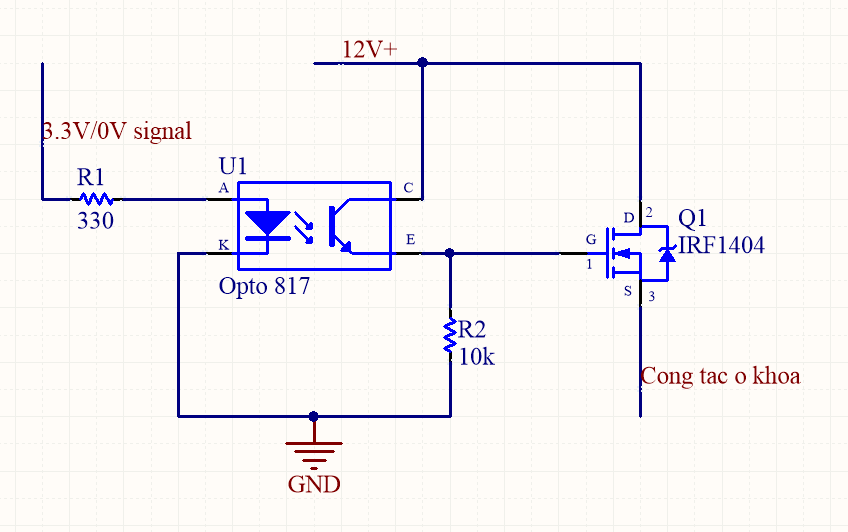 12V+
3.3V/0V signal
U1
R1
A
C
330
K
E
Opto 817
D
2
Q1
G
IRF1404
1
S
3
R2
10k
Cong tac o khoa
GND